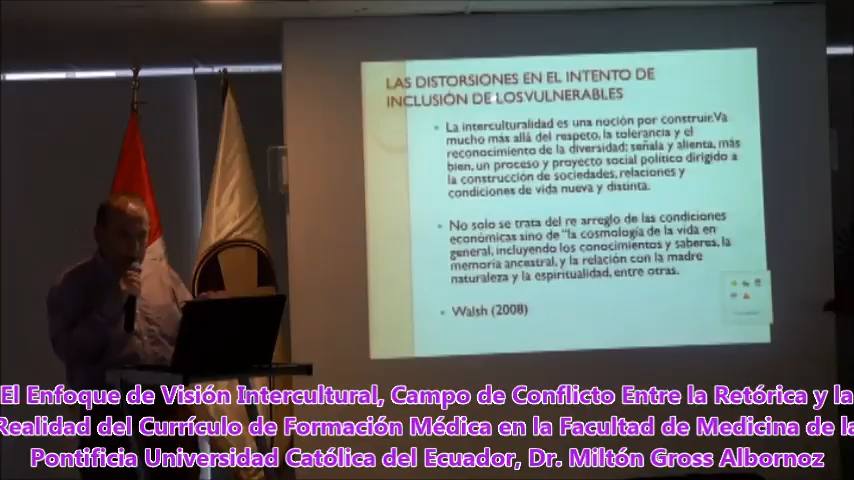 LAS DISTORSIONES EN EL INTENTO DE
INCLUSIÓN DE LOS VULNERABLES
La interculturalidad es una noción por construir. Va
mucho más allá del respeto, la tolerancia y el
reconocimiento de la diversidad; señala y alienta, más
bien, un proceso y proyecto social político dirigido a
la construcción de sociedades, relaciones y
condiciones de vida nueva y distinta.
No solo se trata del re arreglo de las condiciones
económicas sino de "la cosmología de la vida en
general, incluyendo los conocimientos y saberes, la
memoria ancestral, y la relación con la madre
naturaleza y la espiritualidad, entre otras.
Walsh (2008)
El Enfoque de Visión Intercultural, Campo de Conflicto Entre la Retórica y la
Realidad del Currículo de Formación Médica en la Facultad de Medicina de la
Pontificia Universidad Católica del Ecuador, Dr. Miltón Gross Albornoz